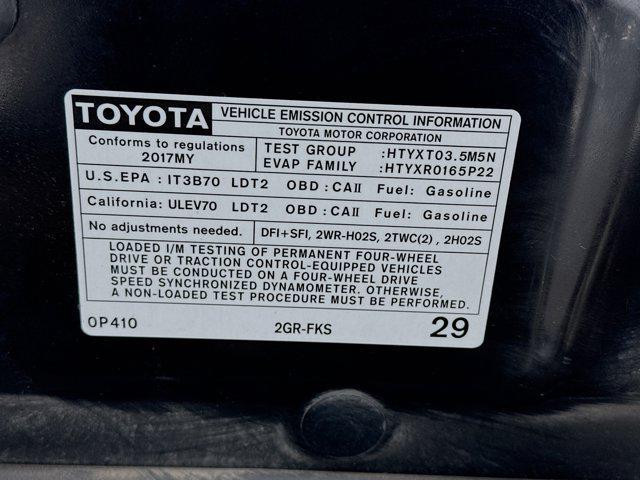 TOYOTA VEHICLE EMISSION CONTROL INFORMATION
TOYOTA MOTOR CORPORATION
Conforms to regulations
2017MY
TEST GROUP :HTYXT03.5M5N
EVAP FAMILY :HTYXR0165P22
U.S.EPA : IT3B70 LDT2 OBD : CAII Fuel: Gasoline
California: ULEV70 LDT2 OBD : CAII Fuel: Gasoline
No adjustments needed. DFI+SFI, 2WR-HO2S, 2TWC(2) , 2HO2S
LOADED I/M TESTING OF PERMANENT FOUR-WHEEL
DRIVE OR TRACTION CONTROL-EQUIPPED VEHICLES
MUST BE CONDUCTED ON A FOUR-WHEEL DRIVE
SPEED SYNCHRONIZED DYNAMOMETER. OTHERWISE,
A NON-LOADED TEST PROCEDURE MUST BE PERFORMED.
0P410 2GR-FKS 29